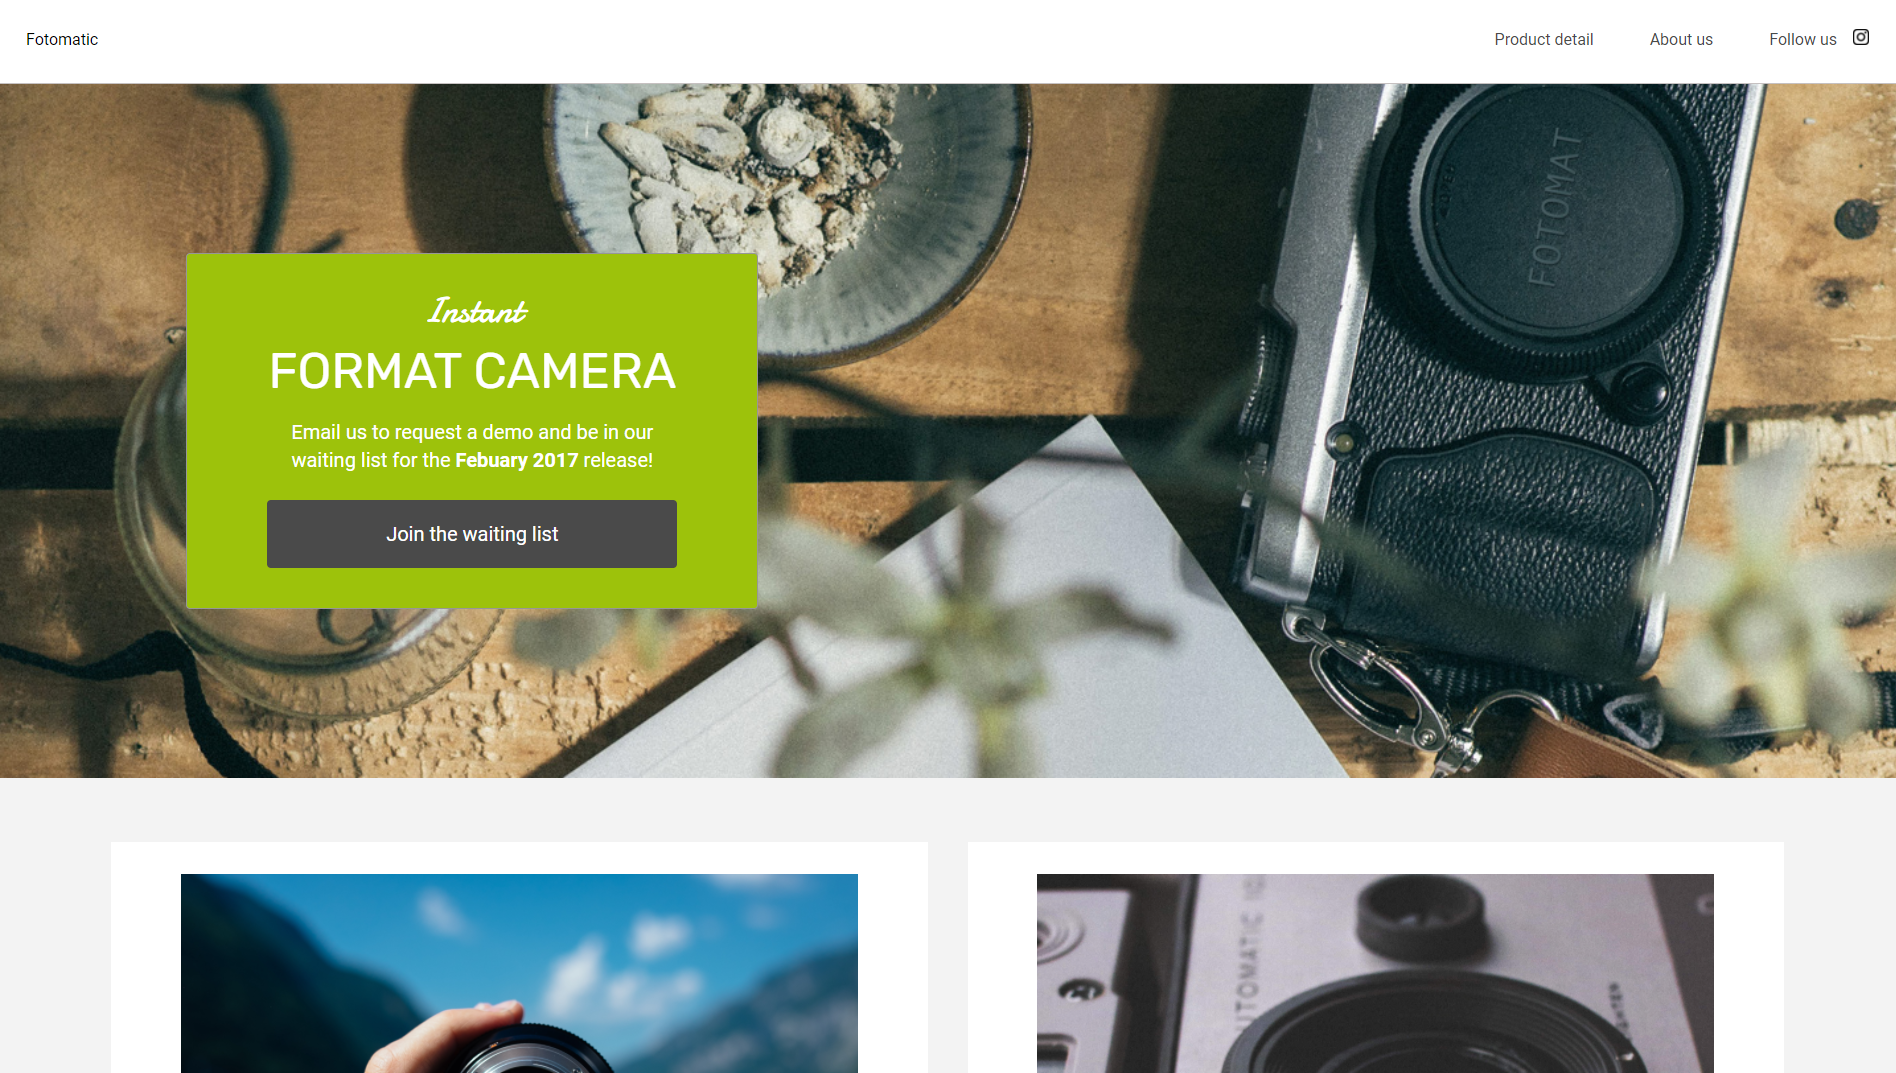 Fotomatic
Product detail
About us
Follow us
FOTOMAT
Instant
FORMAT CAMERA
Email us to request a demo and be in our
waiting list for the Febuary 2017 release!
Join the waiting list